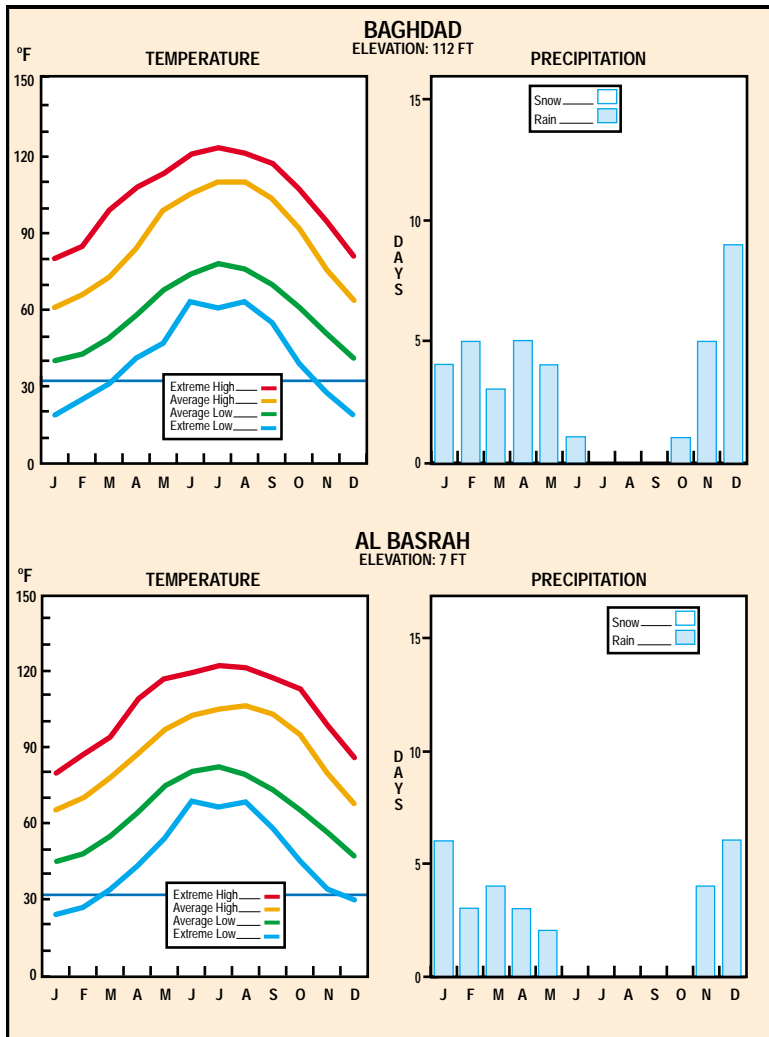 BAGHDAD
ELEVATION: 112 FT
ºF
TEMPERATURE
150
120
90
60
30
0
Extreme High
Average High
Average Low
Extreme Low
J F M A M J J A S O N D
PRECIPITATION
Snow
Rain
15
10
5
0
DAYS
J F M A M J J A S O N D
AL BASRAH
ELEVATION: 7 FT
ºF
TEMPERATURE
150
120
90
60
30
0
Extreme High
Average High
Average Low
Extreme Low
J F M A M J J A S O N D
PRECIPITATION
Snow
Rain
15
10
5
0
DAYS
J F M A M J J A S O N D